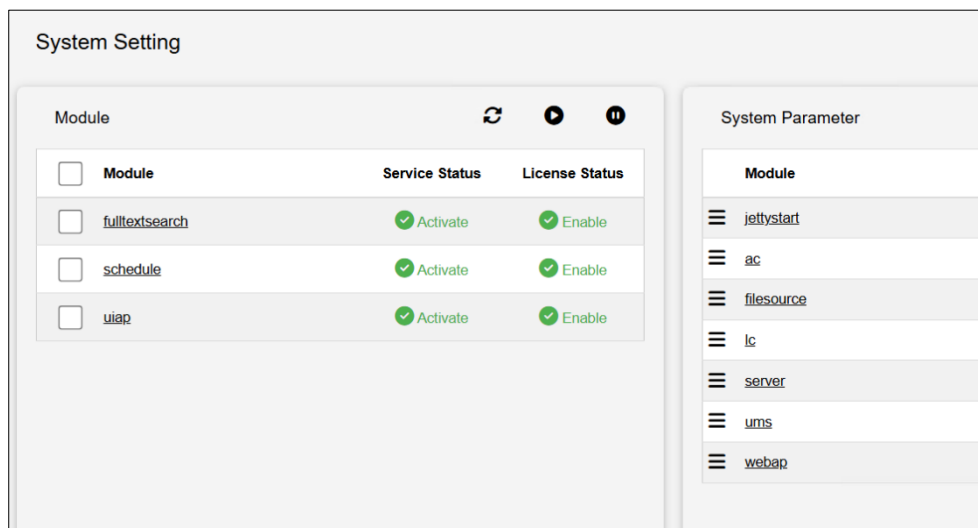 System Setting
Module
Module Service Status License Status
fulltextsearch Activate Enable
schedule Activate Enable
uiap Activate Enable
System Parameter
Module
jettystart
ac
filesource
lc
server
ums
webap